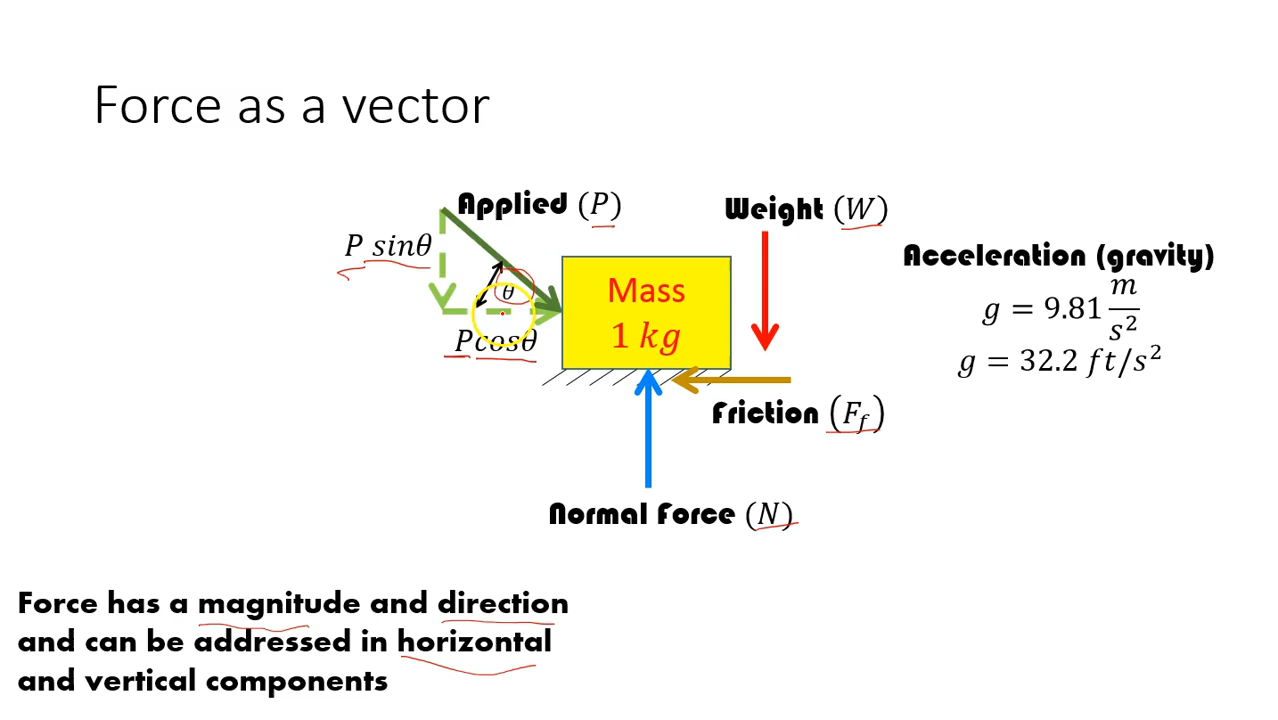 Force as a vector
Applied (P)
Weight (W)
P sinθ
Acceleration (gravity)
θ
Mass
1 kg
g = 9.81 m/s²
Pcosθ
g = 32.2 ft/s²
Friction (F_f)
Normal Force (N)
Force has a magnitude and direction
and can be addressed in horizontal
and vertical components